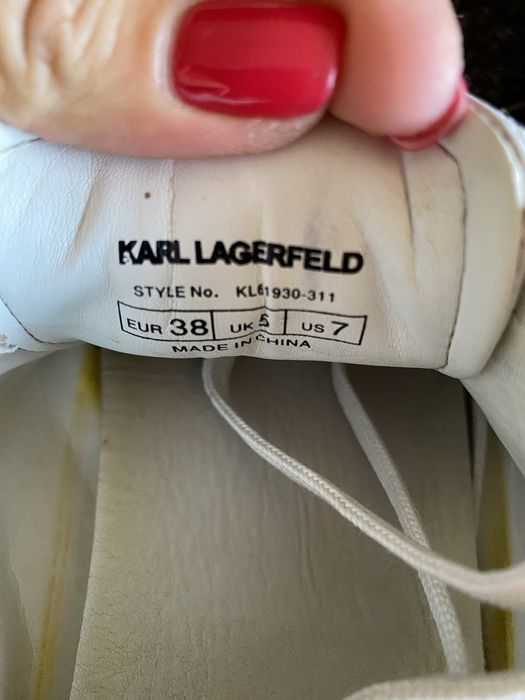 KARL LAGERFELD
STYLE No. KL61930-311
EUR 38 UK 5 US 7
MADE IN CHINA